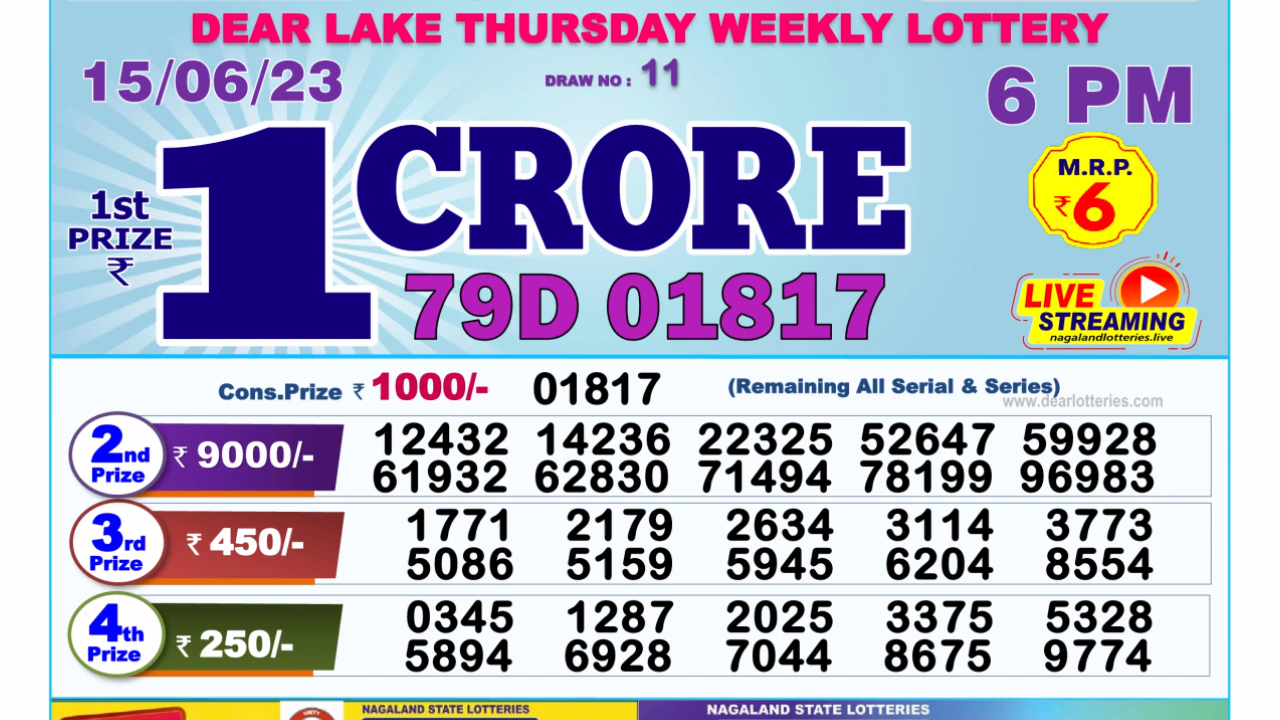 DEAR LAKE THURSDAY WEEKLY LOTTERY
15/06/23
DRAW NO : 11
6 PM
1 CRORE
1st
PRIZE
₹
M.R.P.
₹6
79D 01817
LIVE
STREAMING
nagalandlotteries.live
Cons.Prize ₹ 1000/- 01817 (Remaining All Serial & Series)
www.dearlotteries.com
2nd Prize ₹ 9000/-
12432 14236 22325 52647 59928
61932 62830 71494 78199 96983
3rd Prize ₹ 450/-
1771 2179 2634 3114 3773
5086 5159 5945 6204 8554
4th Prize ₹ 250/-
0345 1287 2025 3375 5328
5894 6928 7044 8675 9774
NAGALAND STATE LOTTERIES
NAGALAND STATE LOTTERIES